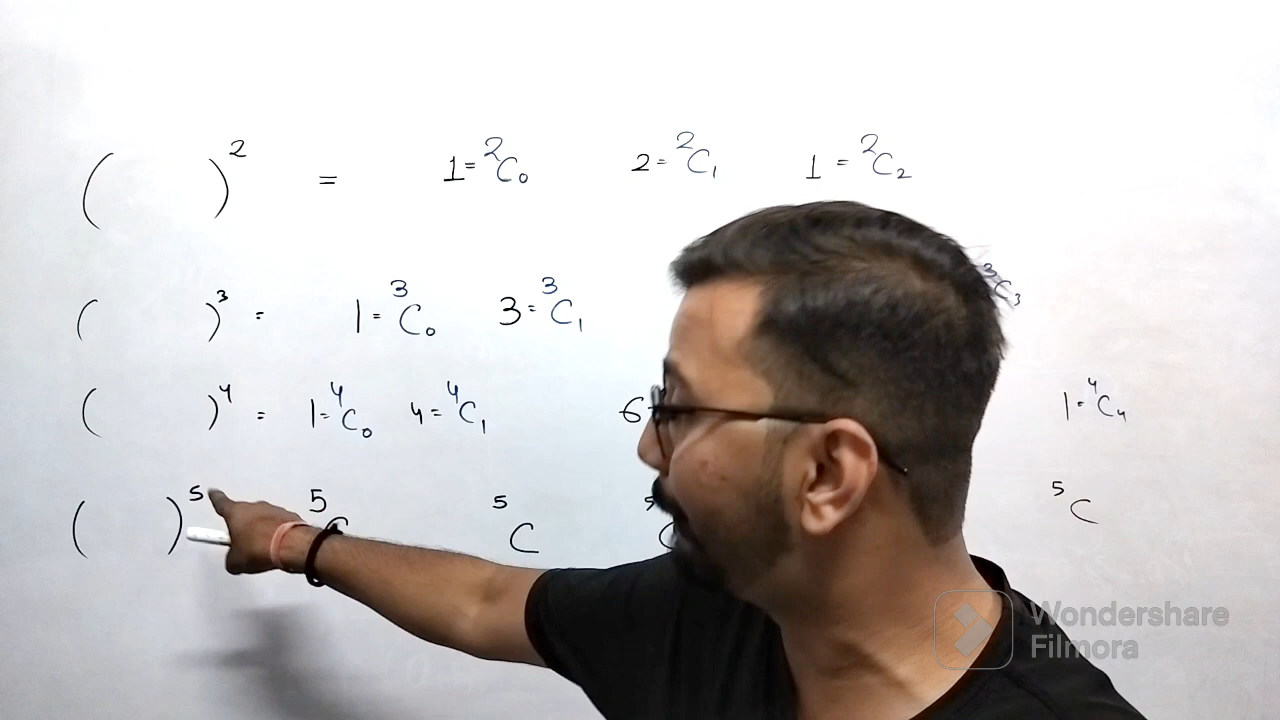 (     )² =     1 = ²C₀     2 = ²C₁     1 = ²C₂
(     )³ =     1 = ³C₀     3 = ³C₁     ³C₃
(     )⁴ =     1 = ⁴C₀     4 = ⁴C₁     6     1 = ⁴C₄
(     )⁵     ⁵C     ⁵C     ⁵C     ⁵C
Wondershare
Filmora